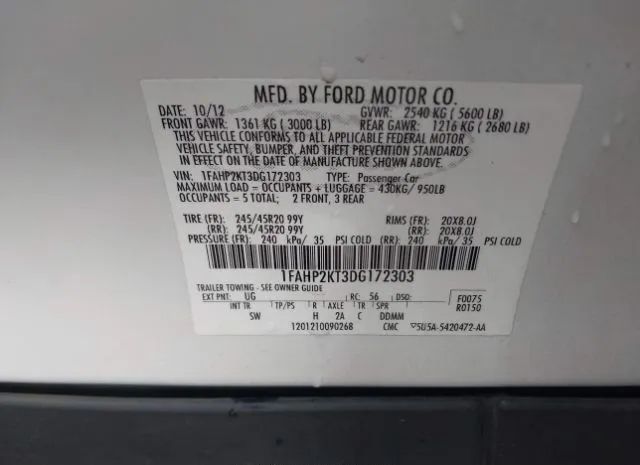 MFD. BY FORD MOTOR CO.
DATE: 10/12 GVWR: 2540 KG ( 5600 LB)
FRONT GAWR: 1361 KG ( 3000 LB) REAR GAWR: 1216 KG ( 2680 LB)
THIS VEHICLE CONFORMS TO ALL APPLICABLE FEDERAL MOTOR
VEHICLE SAFETY, BUMPER, AND THEFT PREVENTION STANDARDS
IN EFFECT ON THE DATE OF MANUFACTURE SHOWN ABOVE.
VIN: 1FAHP2KT3DG172303 TYPE: Passenger Car
MAXIMUM LOAD = OCCUPANTS + LUGGAGE = 430KG/ 950LB
OCCUPANTS = 5 TOTAL; 2 FRONT, 3 REAR
TIRE (FR): 245/45R20 99Y RIMS (FR): 20X8.0J
(RR): 245/45R20 99Y (RR): 20X8.0J
PRESSURE (FR): 240 kPa/ 35 PSI COLD (RR): 240 kPa/ 35 PSI COLD
1FAHP2KT3DG172303
TRAILER TOWING - SEE OWNER GUIDE
EXT PNT: UG RC: 56 DSO: F0075
INT TR TP/PS R AXLE TR SPR R0150
SW H 2A C DDMM
1201210090268 CMC 5U5A-5420472-AA